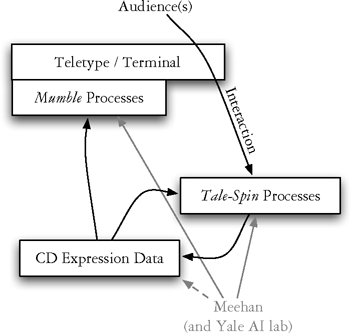 Audience(s)
Teletype / Terminal
Mumble Processes
Interaction
Tale-Spin Processes
CD Expression Data
Meehan
(and Yale AI lab)